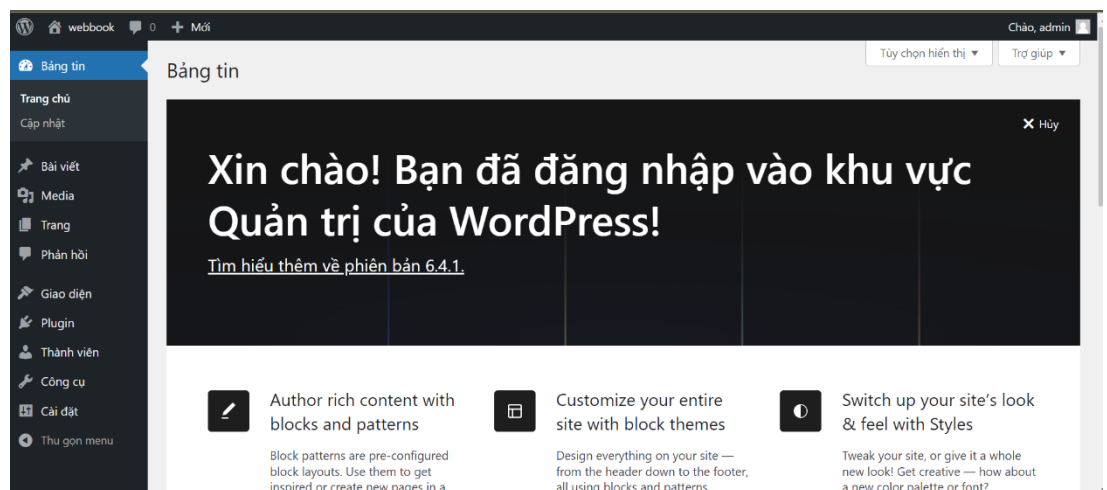 webbook 0 + Mới Chào, admin
Bảng tin
Trang chủ
Cập nhật
Bài viết
Media
Trang
Phản hồi
Giao diện
Plugin
Thành viên
Công cụ
Cài đặt
Thu gọn menu
Tùy chọn hiển thị ▼ Trợ giúp ▼
Bảng tin
Hủy
Xin chào! Bạn đã đăng nhập vào khu vực
Quản trị của WordPress!
Tìm hiểu thêm về phiên bản 6.4.1.
Author rich content with
blocks and patterns
Block patterns are pre-configured
block layouts. Use them to get
inspired or create new pages in a
Customize your entire
site with block themes
Design everything on your site —
from the header down to the footer,
all using blocks and patterns.
Switch up your site's look
& feel with Styles
Tweak your site, or give it a whole
new look! Get creative — how about
a new color palette or font?